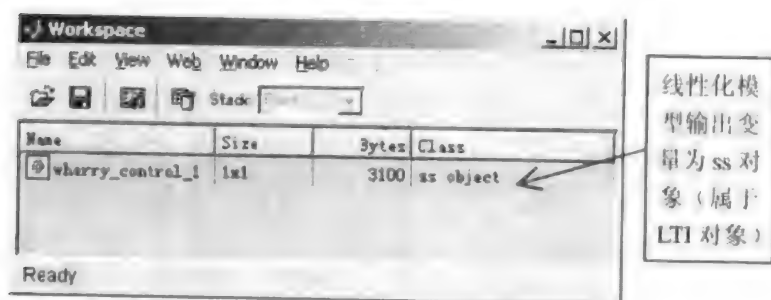 Workspace
File Edit View Web Window Help
Stack:
Name Size Bytes Class
wherry_control_1 1x1 3100 ss object
Ready
线性化模
型输出变
量为 ss 对
象（属于
LTI 对象）